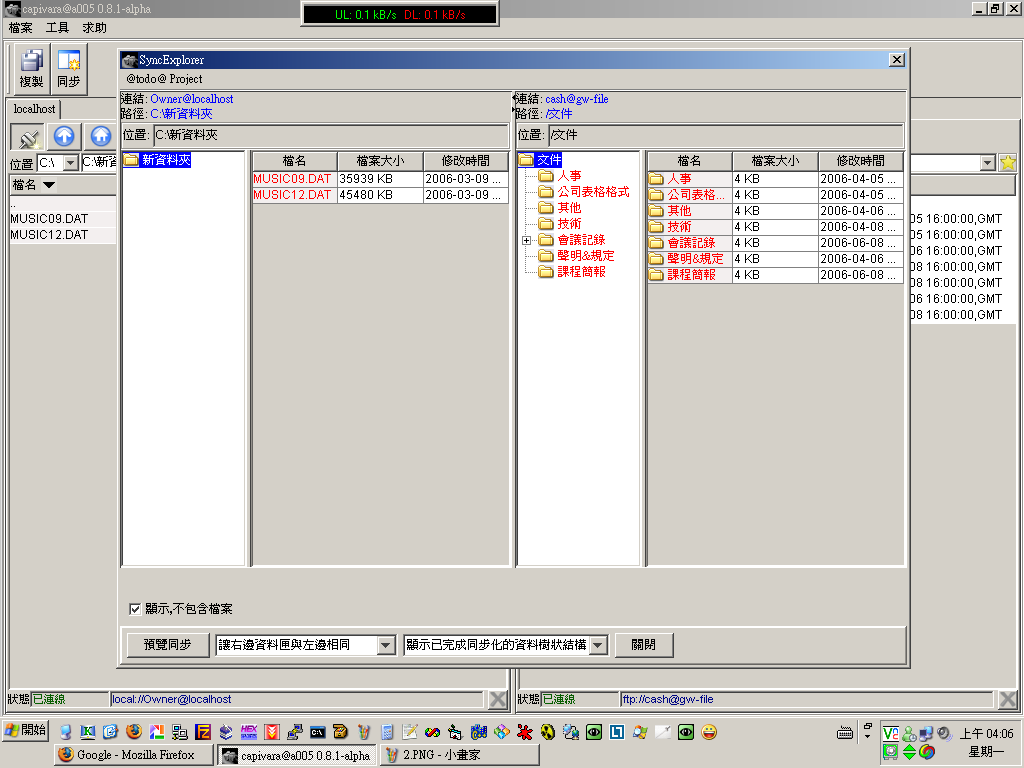 capivara@a005 0.8.1-alpha
UL: 0.1 kB/s DL: 0.1 kB/s
檔案 工具 求助
複製 同步
localhost
位置 C:\ C:\新資
檔名
..
MUSIC09.DAT
MUSIC12.DAT
SyncExplorer
@todo@ Project
連結: Owner@localhost
路徑: C:\新資料夾
位置: C:\新資料夾
新資料夾
檔名 檔案大小 修改時間
MUSIC09.DAT 35939 KB 2006-03-09 ...
MUSIC12.DAT 45480 KB 2006-03-09 ...
連結: cash@gw-file
路徑: /文件
位置: /文件
文件
人事
公司表格格式
其他
技術
會議記錄
聲明&規定
課程簡報
檔名 檔案大小 修改時間
人事 4 KB 2006-04-05 ...
公司表格... 4 KB 2006-04-05 ...
其他 4 KB 2006-04-06 ...
技術 4 KB 2006-04-08 ...
會議記錄 4 KB 2006-06-08 ...
聲明&規定 4 KB 2006-04-06 ...
課程簡報 4 KB 2006-06-08 ...
05 16:00:00,GMT
05 16:00:00,GMT
06 16:00:00,GMT
08 16:00:00,GMT
08 16:00:00,GMT
06 16:00:00,GMT
08 16:00:00,GMT
顯示,不包含檔案
預覽同步 讓右邊資料匣與左邊相同 顯示已完成同步化的資料樹狀結構 關閉
狀態 已連線 local://Owner@localhost
狀態 已連線 ftp://cash@gw-file
開始
上午 04:06
星期一
Google - Mozilla Firefox
capivara@a005 0.8.1-alpha
2.PNG - 小畫家